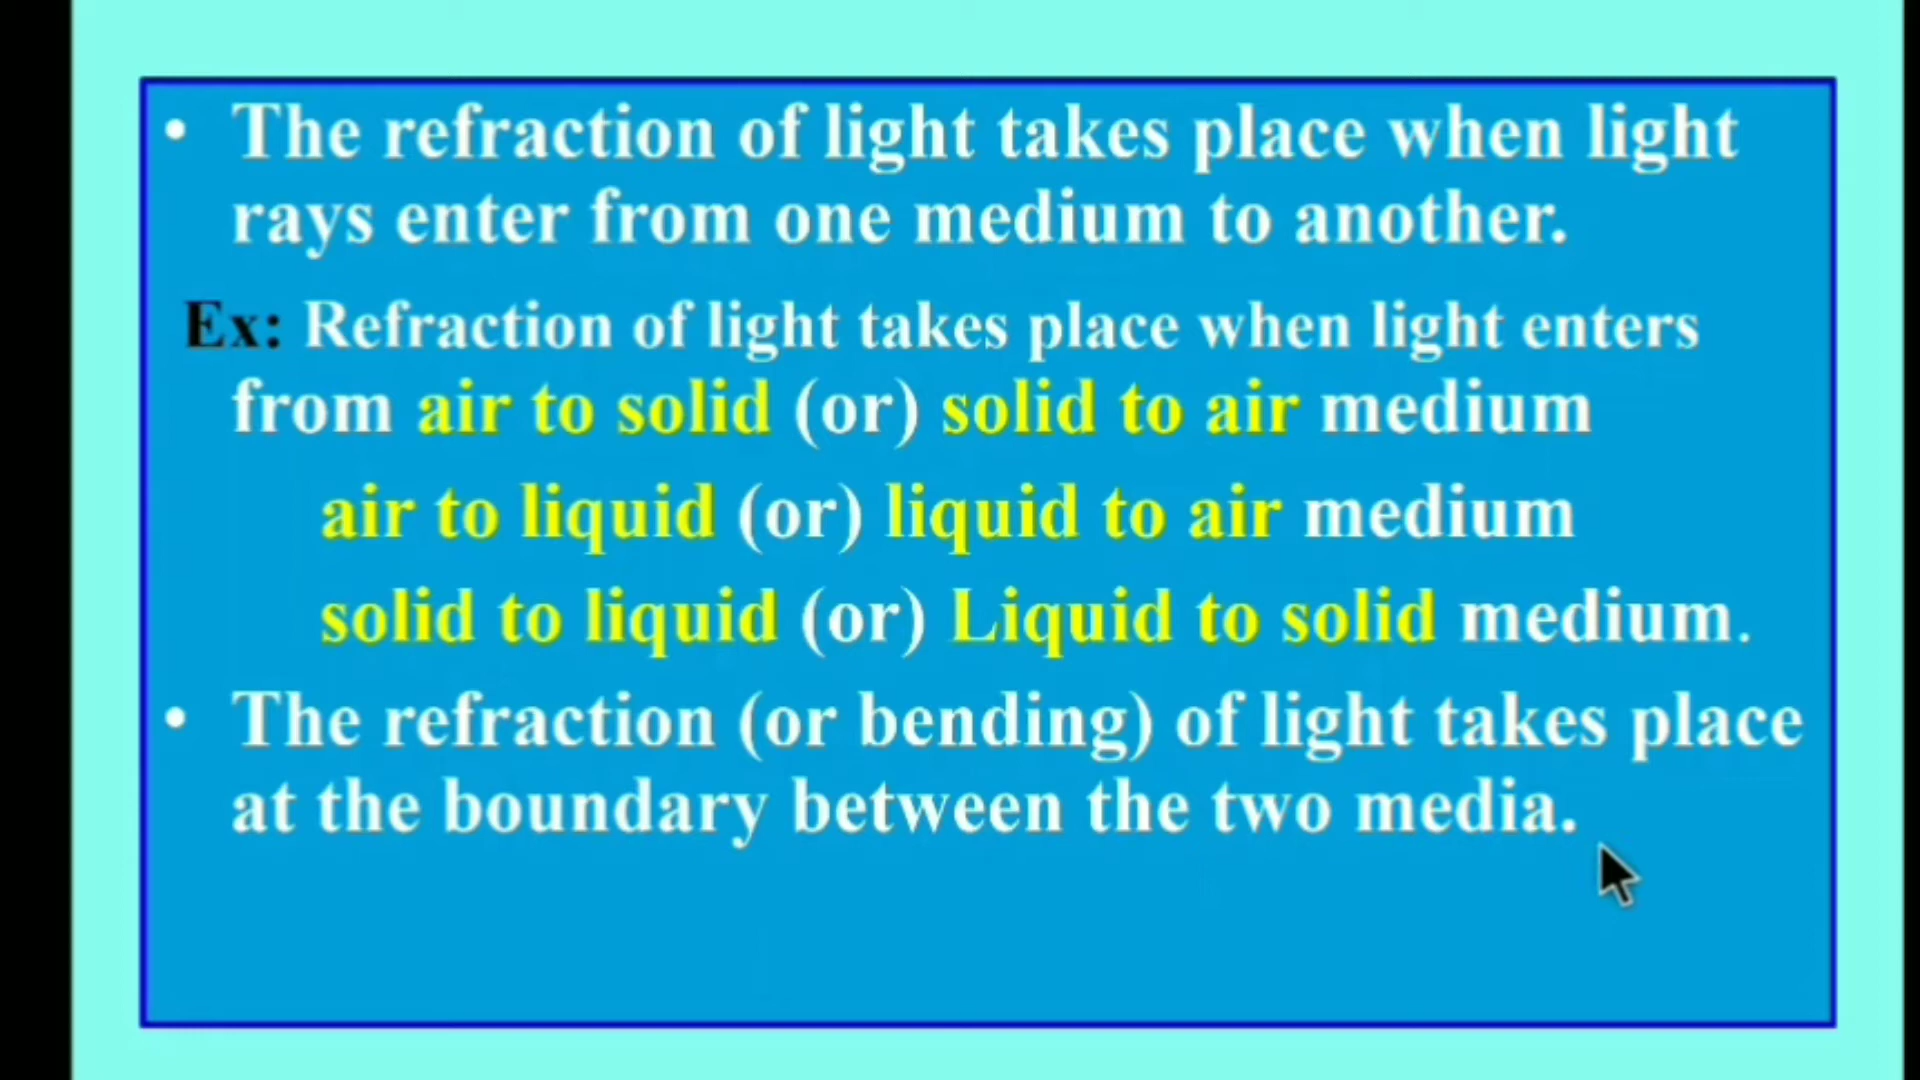 • The refraction of light takes place when light
rays enter from one medium to another.
Ex: Refraction of light takes place when light enters
from air to solid (or) solid to air medium
air to liquid (or) liquid to air medium
solid to liquid (or) Liquid to solid medium.
• The refraction (or bending) of light takes place
at the boundary between the two media.